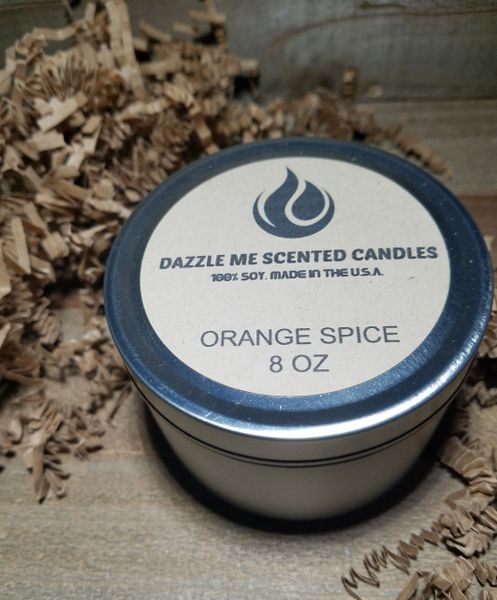 DAZZLE ME SCENTED CANDLES
100% SOY. MADE IN THE U.S.A.
ORANGE SPICE
8 OZ